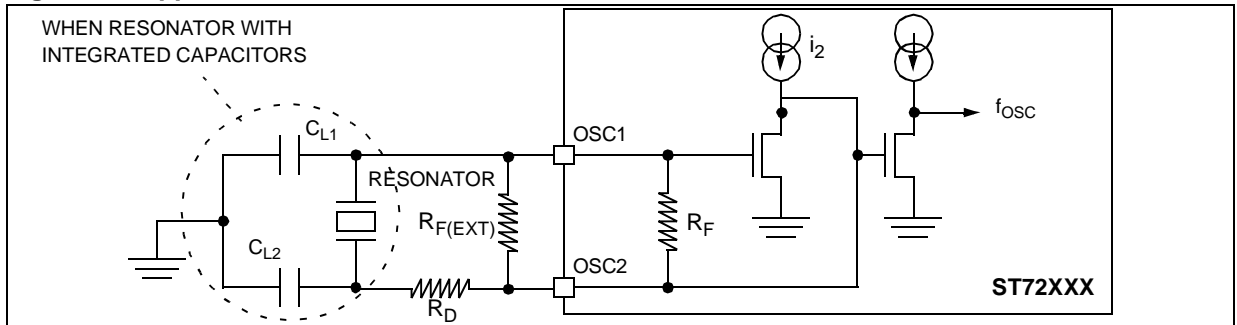 WHEN RESONATOR WITH
INTEGRATED CAPACITORS
i2
fOSC
CL1
OSC1
RESONATOR
RF(EXT)
RF
CL2
OSC2
RD
ST72XXX